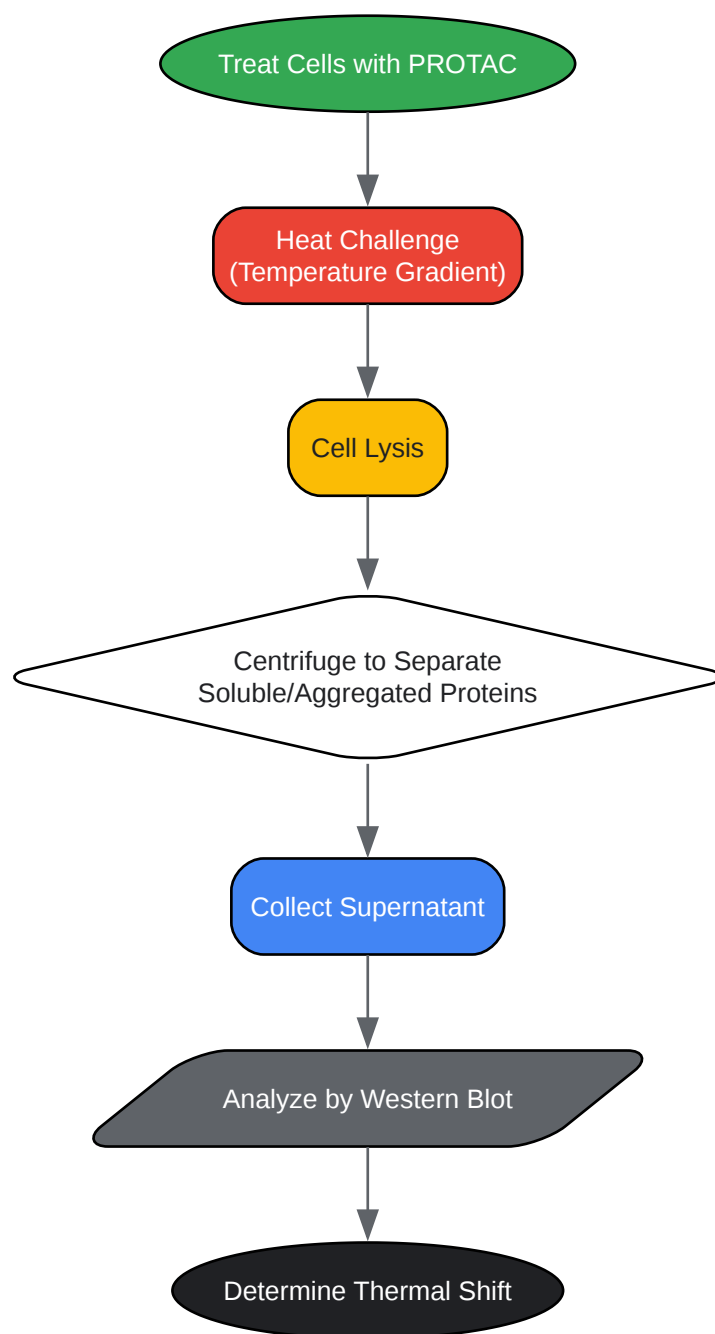 Treat Cells with PROTAC
Heat Challenge
(Temperature Gradient)
Cell Lysis
Centrifuge to Separate
Soluble/Aggregated Proteins
Collect Supernatant
Analyze by Western Blot
Determine Thermal Shift